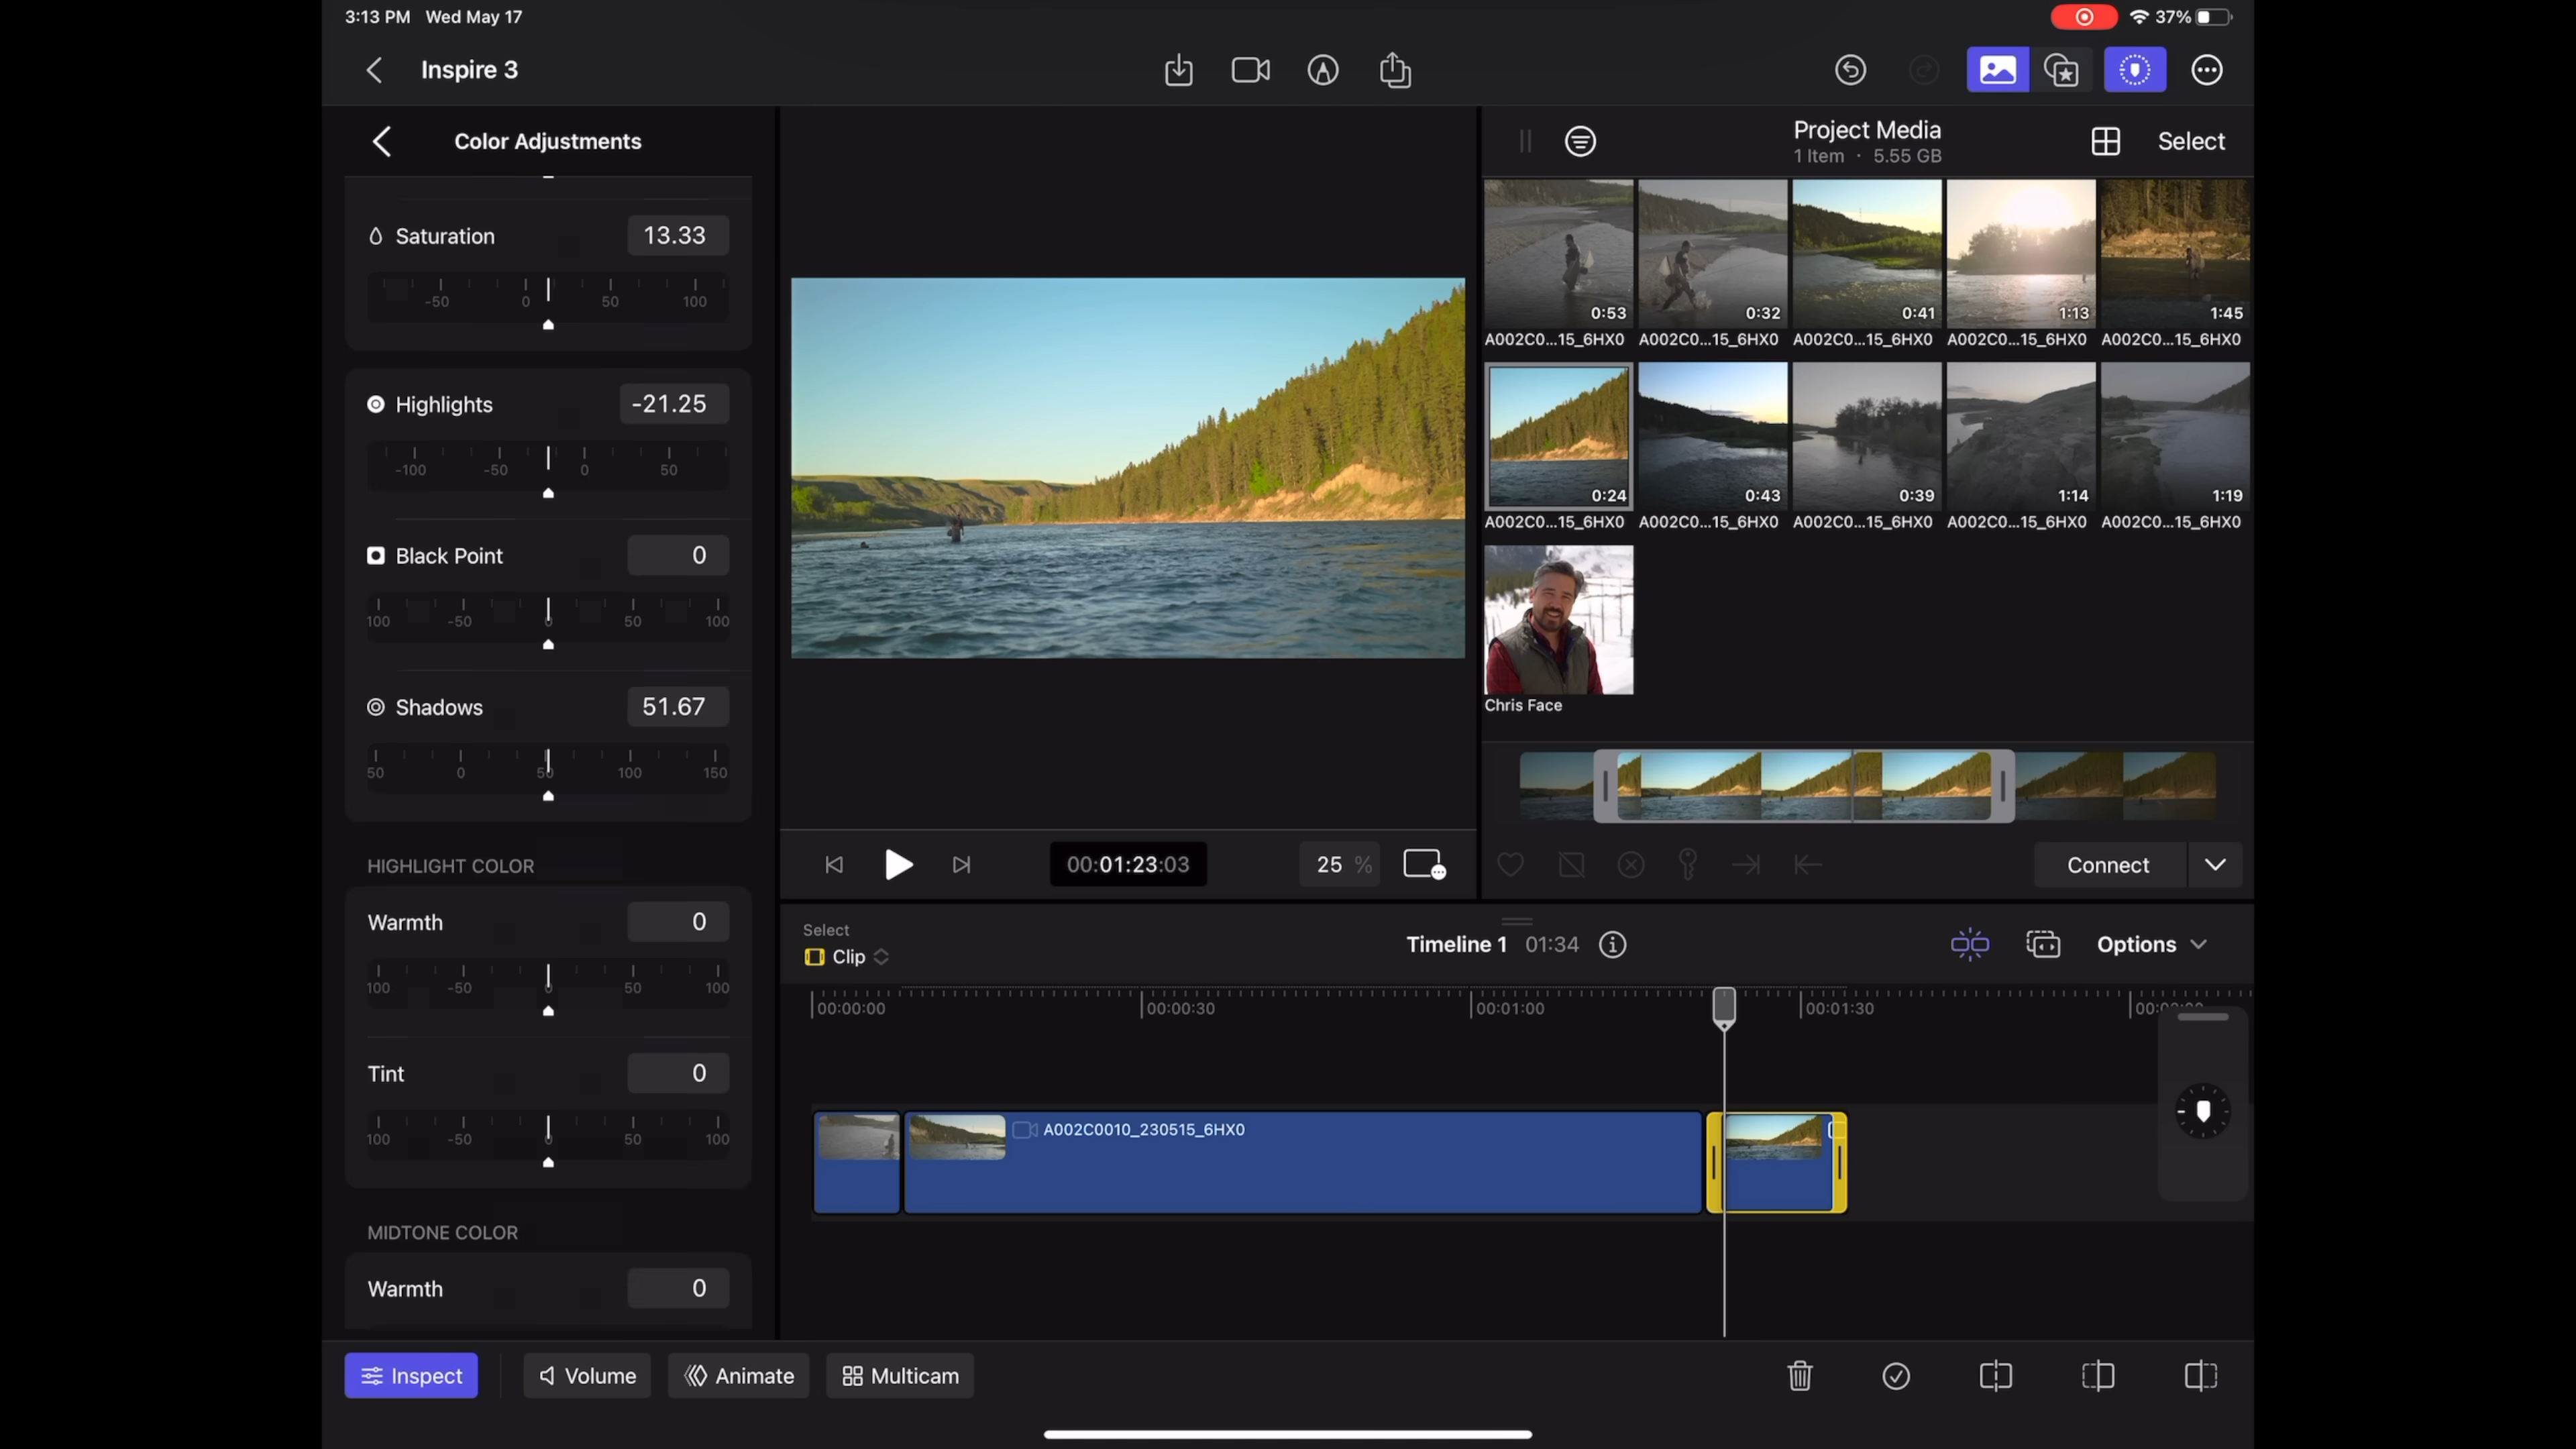 3:13 PM Wed May 17
37%
Inspire 3
Color Adjustments
Saturation 13.33
-50 0 50 100
Highlights -21.25
-100 -50 0 50
Black Point 0
100 -50 0 50 100
Shadows 51.67
50 0 50 100 150
HIGHLIGHT COLOR
Warmth 0
100 -50 0 50 100
Tint 0
100 -50 0 50 100
MIDTONE COLOR
Warmth 0
00:01:23:03
25 %
Project Media
1 Item · 5.55 GB
Select
0:53 0:32 0:41 1:13 1:45
A002C0...15_6HX0 A002C0...15_6HX0 A002C0...15_6HX0 A002C0...15_6HX0 A002C0...15_6HX0
0:24 0:43 0:39 1:14 1:19
A002C0...15_6HX0 A002C0...15_6HX0 A002C0...15_6HX0 A002C0...15_6HX0 A002C0...15_6HX0
Chris Face
Connect
Select
Clip
Timeline 1 01:34
Options
00:00:00 00:00:30 00:01:00 00:01:30
A002C0010_230515_6HX0
Inspect Volume Animate Multicam